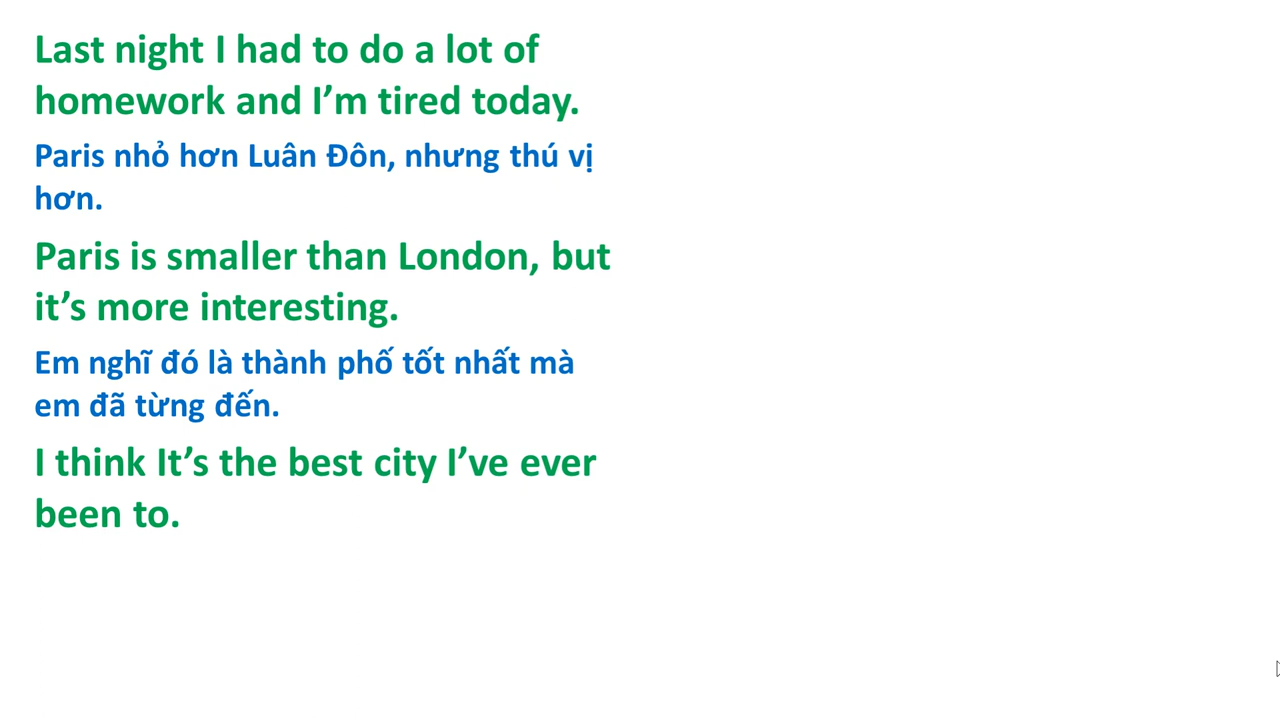 Last night I had to do a lot of
homework and I’m tired today.
Paris nhỏ hơn Luân Đôn, nhưng thú vị
hơn.
Paris is smaller than London, but
it’s more interesting.
Em nghĩ đó là thành phố tốt nhất mà
em đã từng đến.
I think It’s the best city I’ve ever
been to.